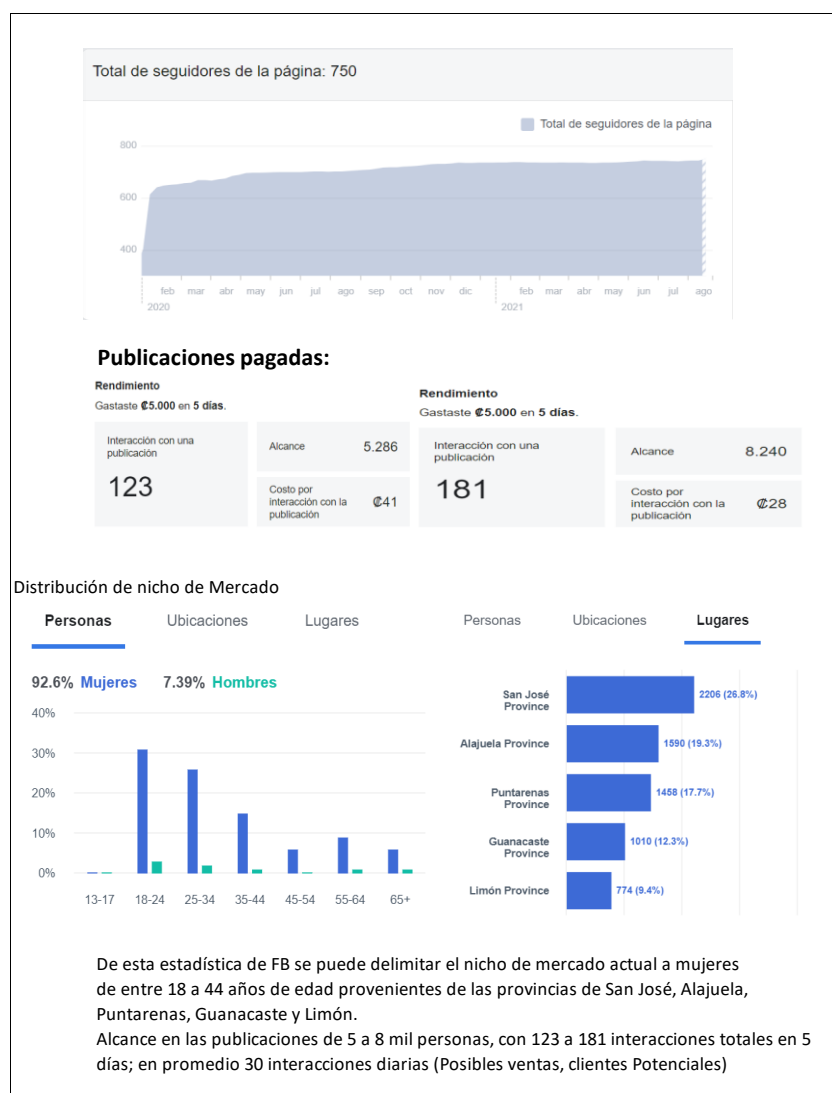 Total de seguidores de la página: 750
Total de seguidores de la página
800
600
400
feb mar abr may jun jul ago sep oct nov dic feb mar abr may jun jul ago
2020 2021
Publicaciones pagadas:
Rendimiento
Gastaste ₡5.000 en 5 días.
Interacción con una
publicación
123
Alcance 5.286
Costo por
interacción con la
publicación
₡41
Rendimiento
Gastaste ₡5.000 en 5 días.
Interacción con una
publicación
181
Alcance 8.240
Costo por
interacción con la
publicación
₡28
Distribución de nicho de Mercado
Personas Ubicaciones Lugares
92.6% Mujeres 7.39% Hombres
40%
30%
20%
10%
0%
13-17 18-24 25-34 35-44 45-54 55-64 65+
Personas Ubicaciones Lugares
San José
Province
2206 (26.8%)
Alajuela Province 1590 (19.3%)
Puntarenas
Province
1458 (17.7%)
Guanacaste
Province
1010 (12.3%)
Limón Province 774 (9.4%)
De esta estadística de FB se puede delimitar el nicho de mercado actual a mujeres
de entre 18 a 44 años de edad provenientes de las provincias de San José, Alajuela,
Puntarenas, Guanacaste y Limón.
Alcance en las publicaciones de 5 a 8 mil personas, con 123 a 181 interacciones totales en 5
días; en promedio 30 interacciones diarias (Posibles ventas, clientes Potenciales)